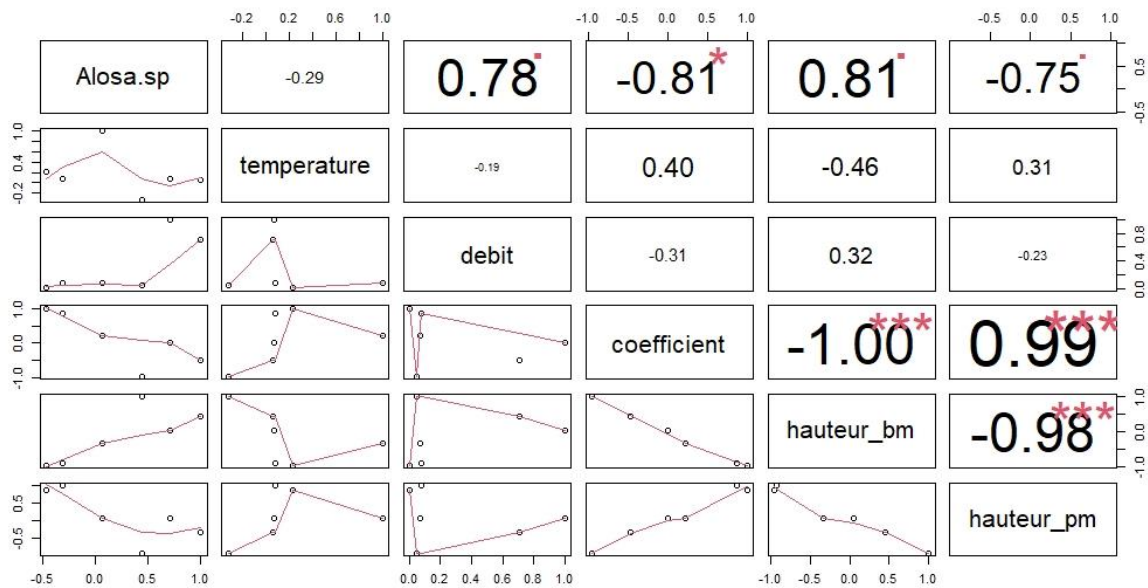 -0.2 0.2 0.6 1.0 -1.0 0.0 0.5 1.0 -0.5 0.0 0.5 1.0
Alosa.sp -0.29 0.78. -0.81* 0.81. -0.75. -0.5 0.5
1.0 0.4 -0.2 temperature -0.19 0.40 -0.46 0.31
debit -0.31 0.32 -0.23 0.0 0.4 0.8
1.0 0.0 -1.0 coefficient -1.00*** 0.99***
hauteur_bm -0.98*** -1.0 0.0 1.0
0.5 -0.5 hauteur_pm
0.0 0.5 1.0 0.0 0.2 0.4 0.6 0.8 1.0 -1.0 0.0 0.5 1.0